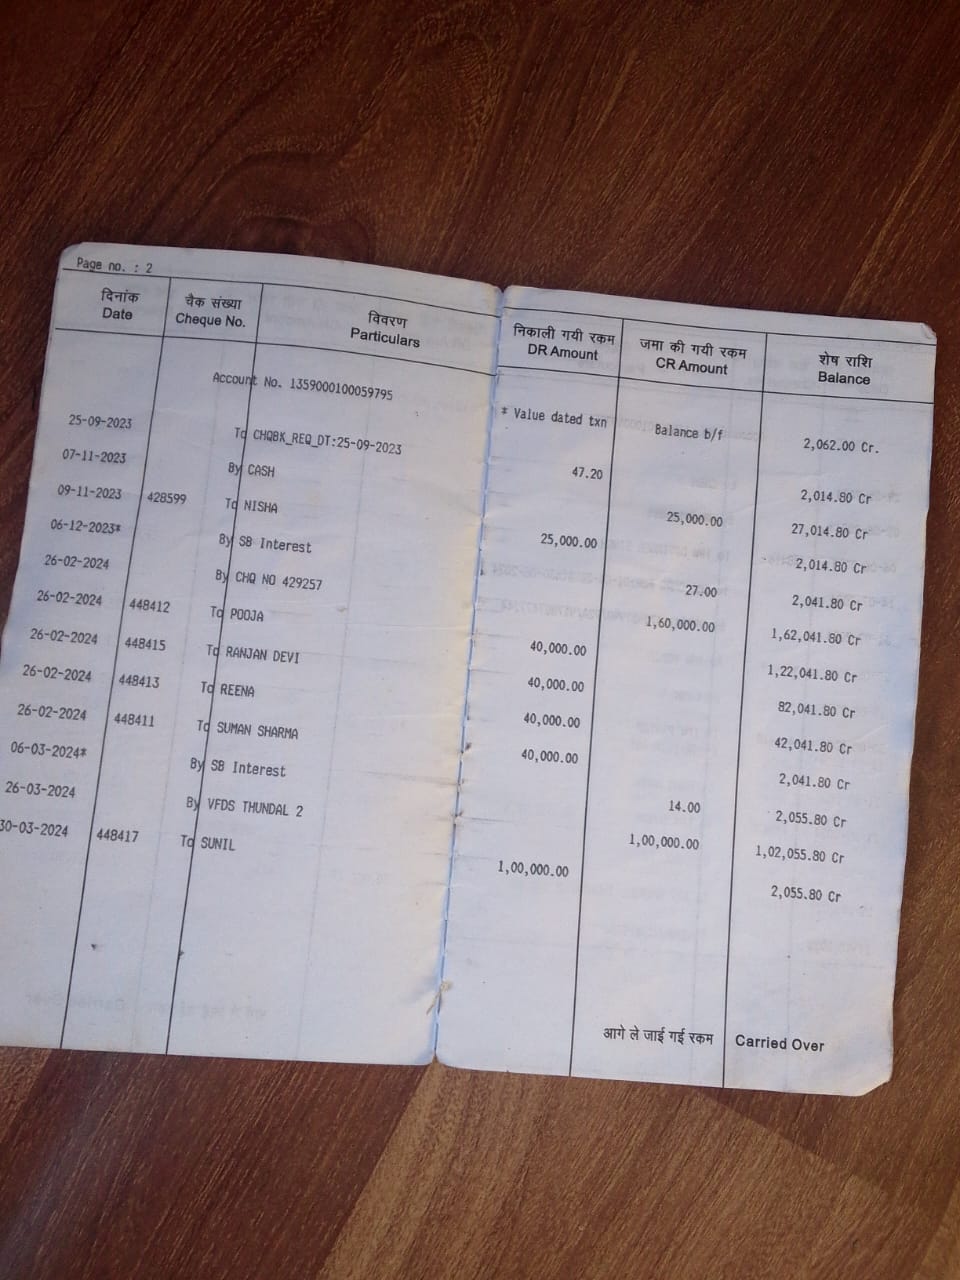 Page no. : 2
दिनांक चैक संख्या विवरण निकाली गयी रकम जमा की गयी रकम शेष राशि
Date Cheque No. Particulars DR Amount CR Amount Balance
Account No. 1359000100059795 * Value dated txn Balance b/f 2,062.00 Cr.
25-09-2023 To CHQBK_REQ_DT:25-09-2023 47.20 2,014.80 Cr
07-11-2023 By CASH 25,000.00 27,014.80 Cr
09-11-2023 428599 To NISHA 25,000.00 2,014.80 Cr
06-12-2023* By SB Interest 27.00 2,041.80 Cr
26-02-2024 By CHQ NO 429257 1,60,000.00 1,62,041.80 Cr
26-02-2024 448412 To POOJA 40,000.00 1,22,041.80 Cr
26-02-2024 448415 To RANJAN DEVI 40,000.00 82,041.80 Cr
26-02-2024 448413 To REENA 40,000.00 42,041.80 Cr
26-02-2024 448411 To SUMAN SHARMA 40,000.00 2,041.80 Cr
06-03-2024* By SB Interest 14.00 2,055.80 Cr
26-03-2024 By VFDS THUNDAL 2 1,00,000.00 1,02,055.80 Cr
30-03-2024 448417 To SUNIL 1,00,000.00 2,055.80 Cr
आगे ले जाई गई रकम Carried Over